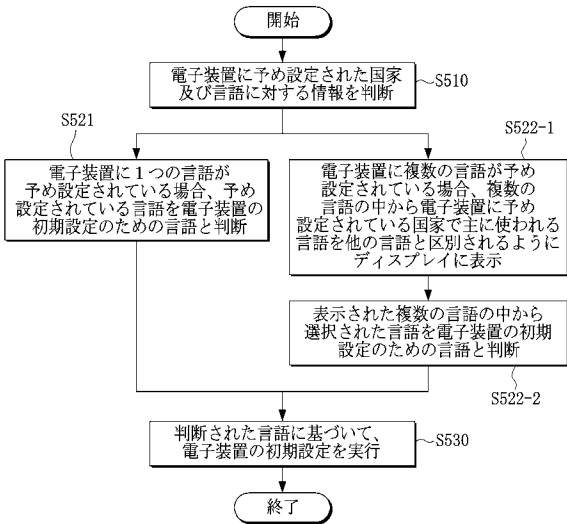 開始
電子装置に予め設定された国家
及び言語に対する情報を判断
S510
S521
電子装置に1つの言語が
予め設定されている場合、予め
設定されている言語を電子装置の
初期設定のための言語と判断
S522-1
電子装置に複数の言語が予め
設定されている場合、複数の
言語の中から電子装置に予め
設定されている国家で主に使われる
言語を他の言語と区別されるように
ディスプレイに表示
表示された複数の言語の中から
選択された言語を電子装置の初期
設定のための言語と判断
S522-2
判断された言語に基づいて、
電子装置の初期設定を実行
S530
終了